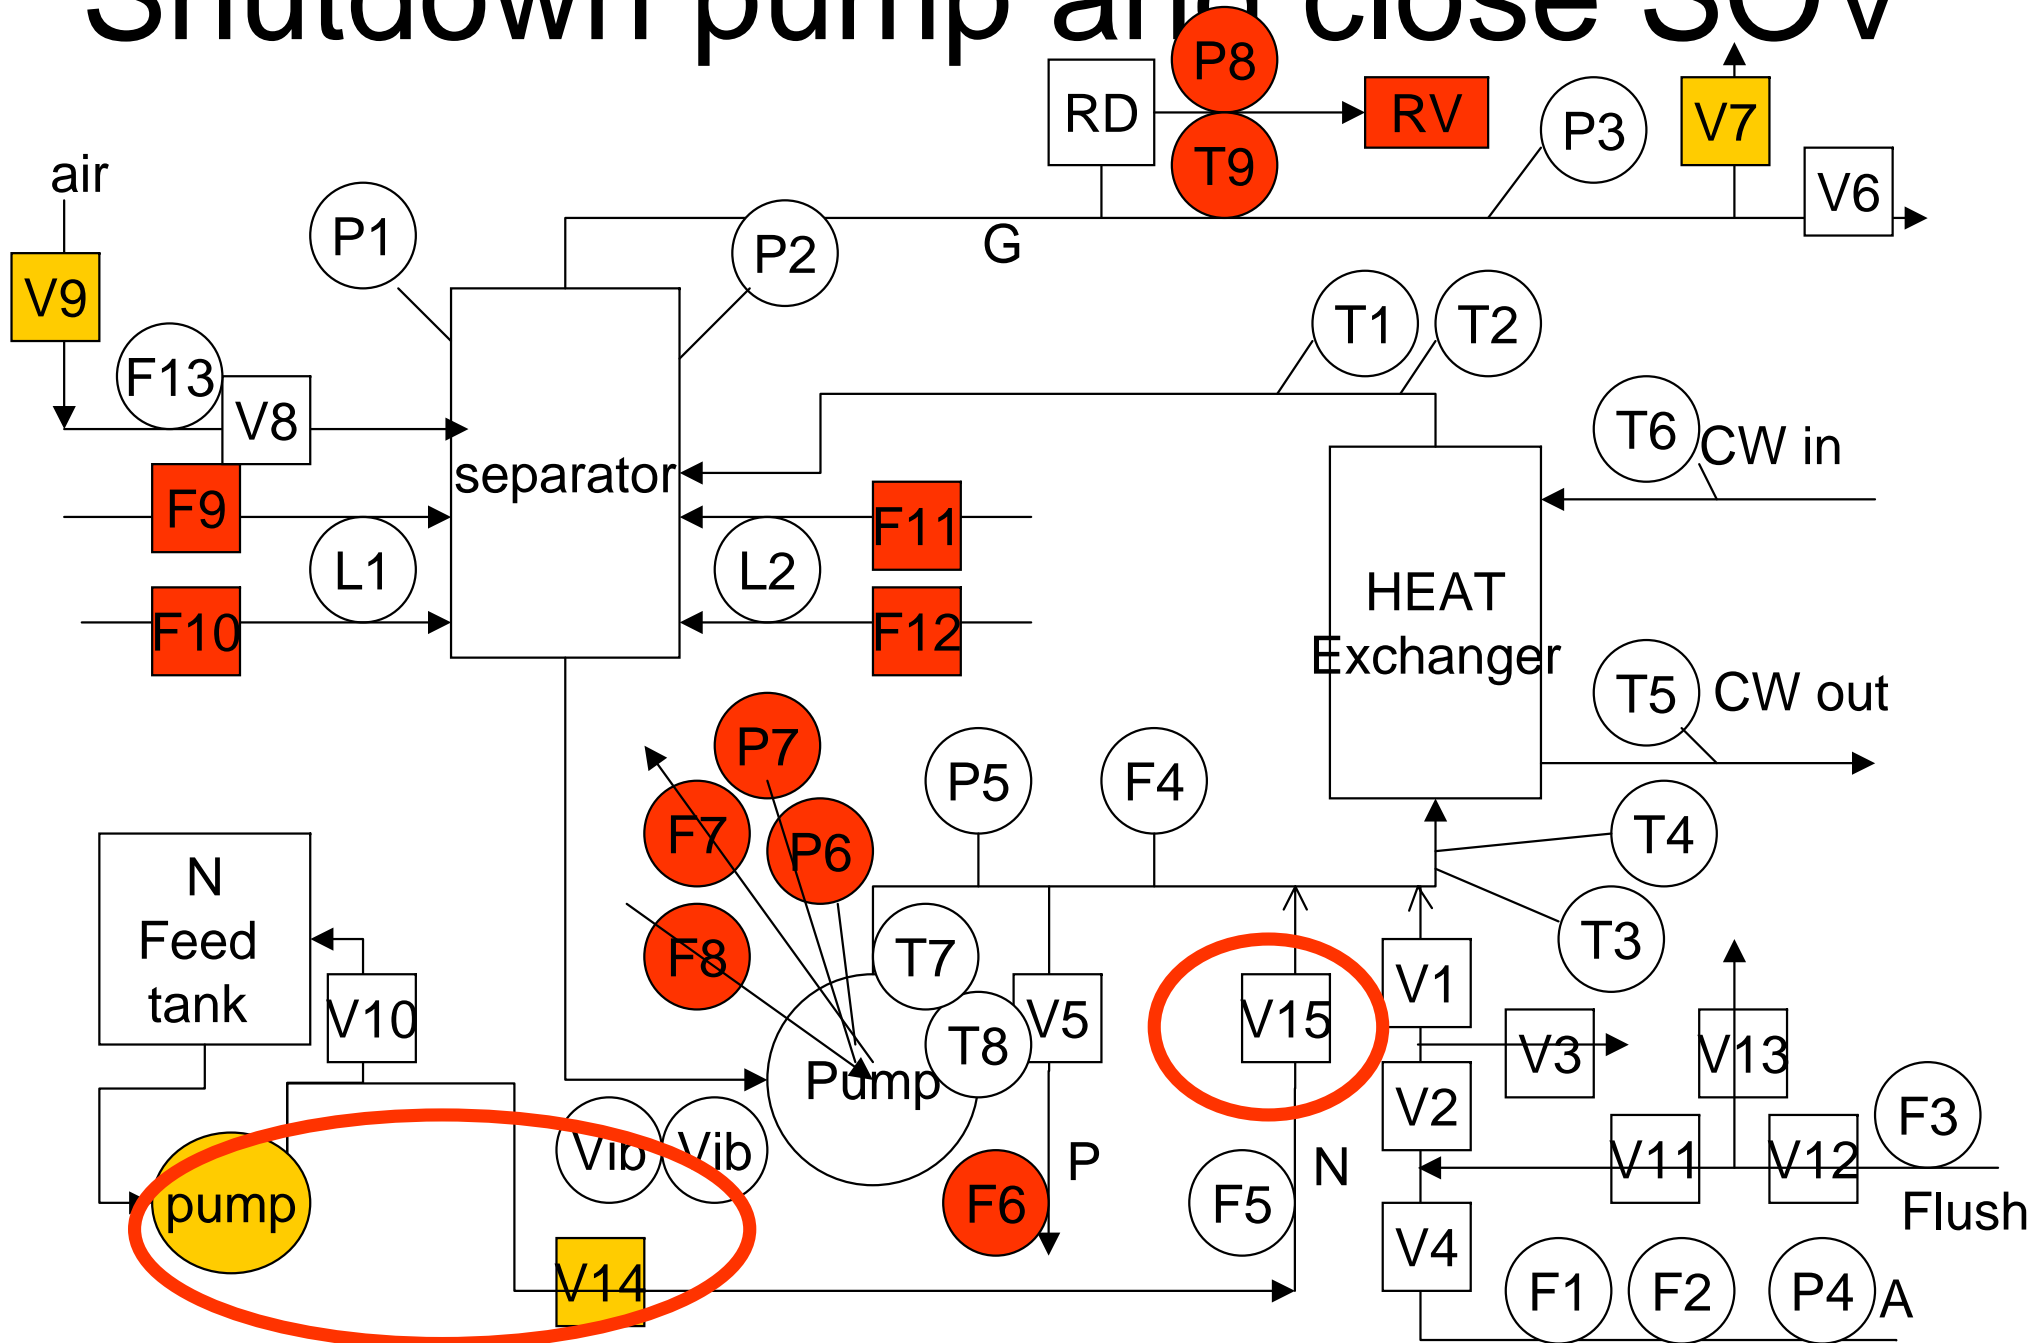 Shutdown pump and close SOV
P8
RD
RV
V7
P3
T9
air
V6
P1
P2
G
V9
T1
T2
F13
V8
T6
CW in
separator
F9
F11
L1
L2
HEAT
Exchanger
F10
F12
T5
CW out
P7
P5
F4
F7
P6
T4
N
Feed
tank
F8
T7
T3
V10
V5
V15
V1
T8
V3
V13
Pump
V2
F3
Vib
Vib
P
N
V11
V12
pump
F6
F5
Flush
V4
V14
F1
F2
P4
A